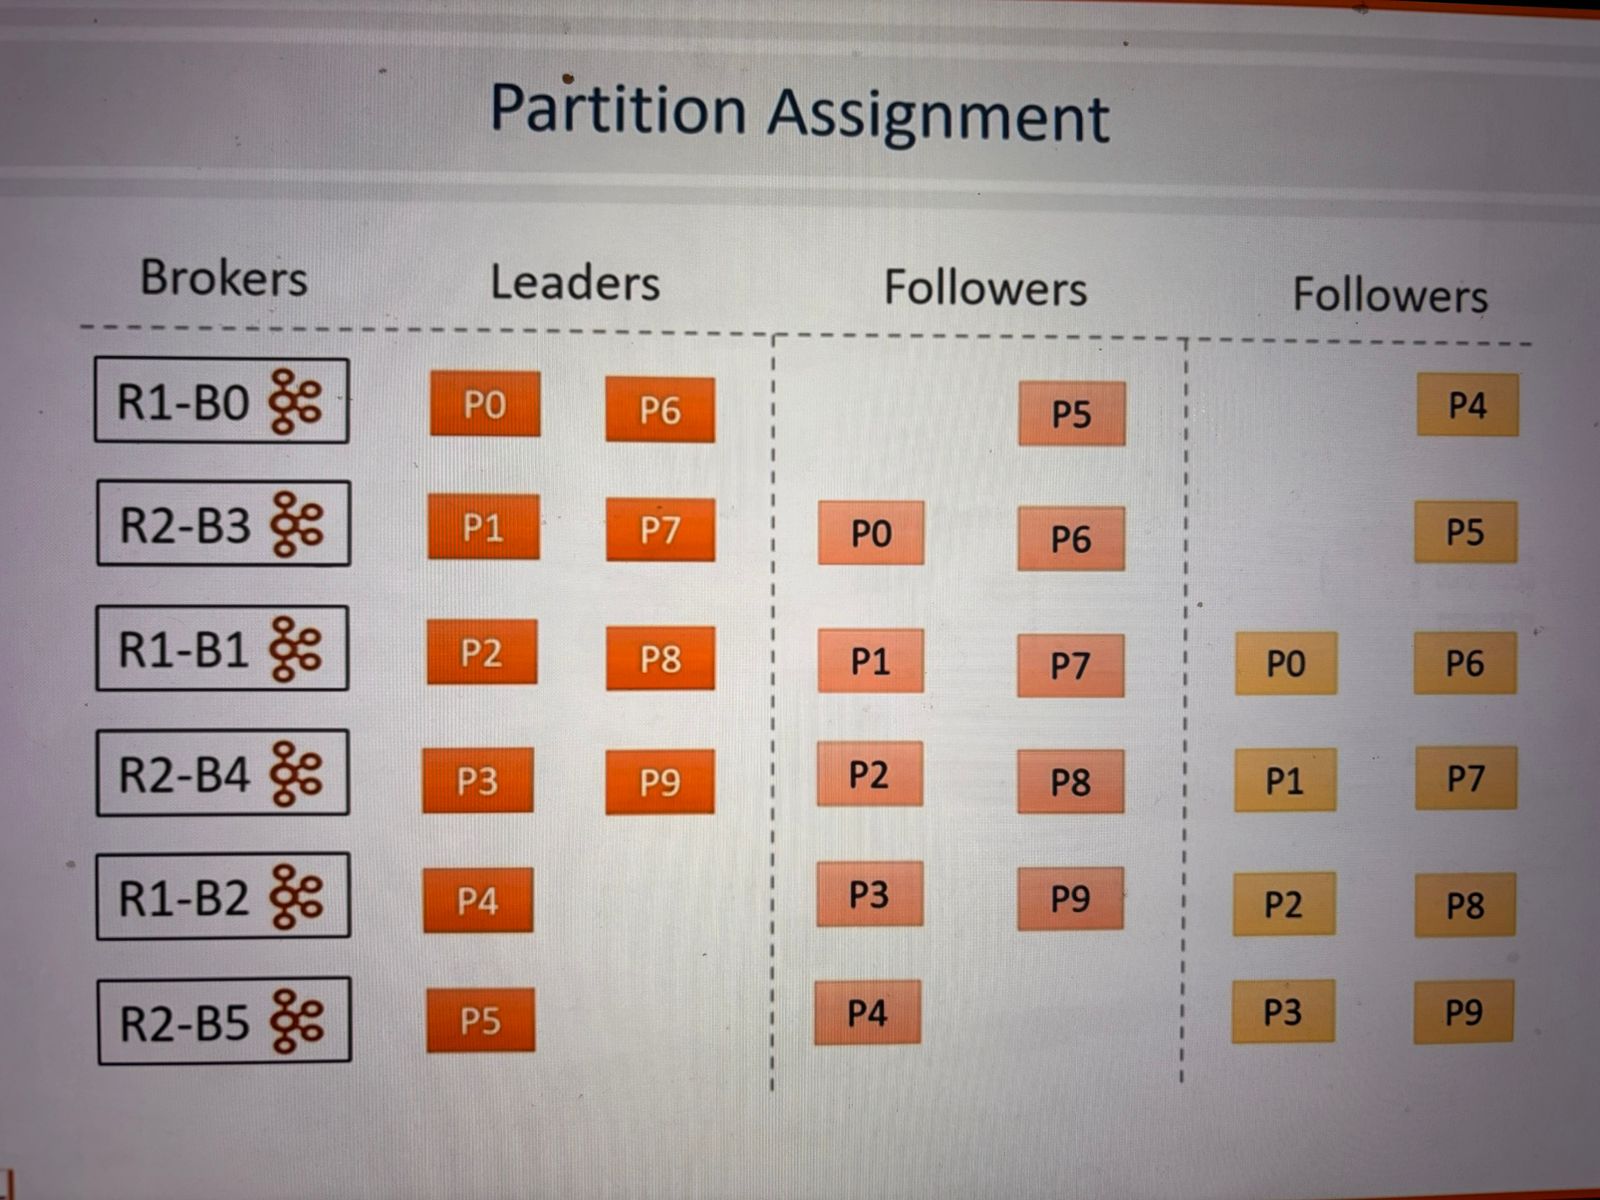 Partition Assignment
Brokers Leaders Followers Followers
R1-B0 P0 P6 P5 P4
R2-B3 P1 P7 P0 P6 P5
R1-B1 P2 P8 P1 P7 P0 P6
R2-B4 P3 P9 P2 P8 P1 P7
R1-B2 P4 P3 P9 P2 P8
R2-B5 P5 P4 P3 P9